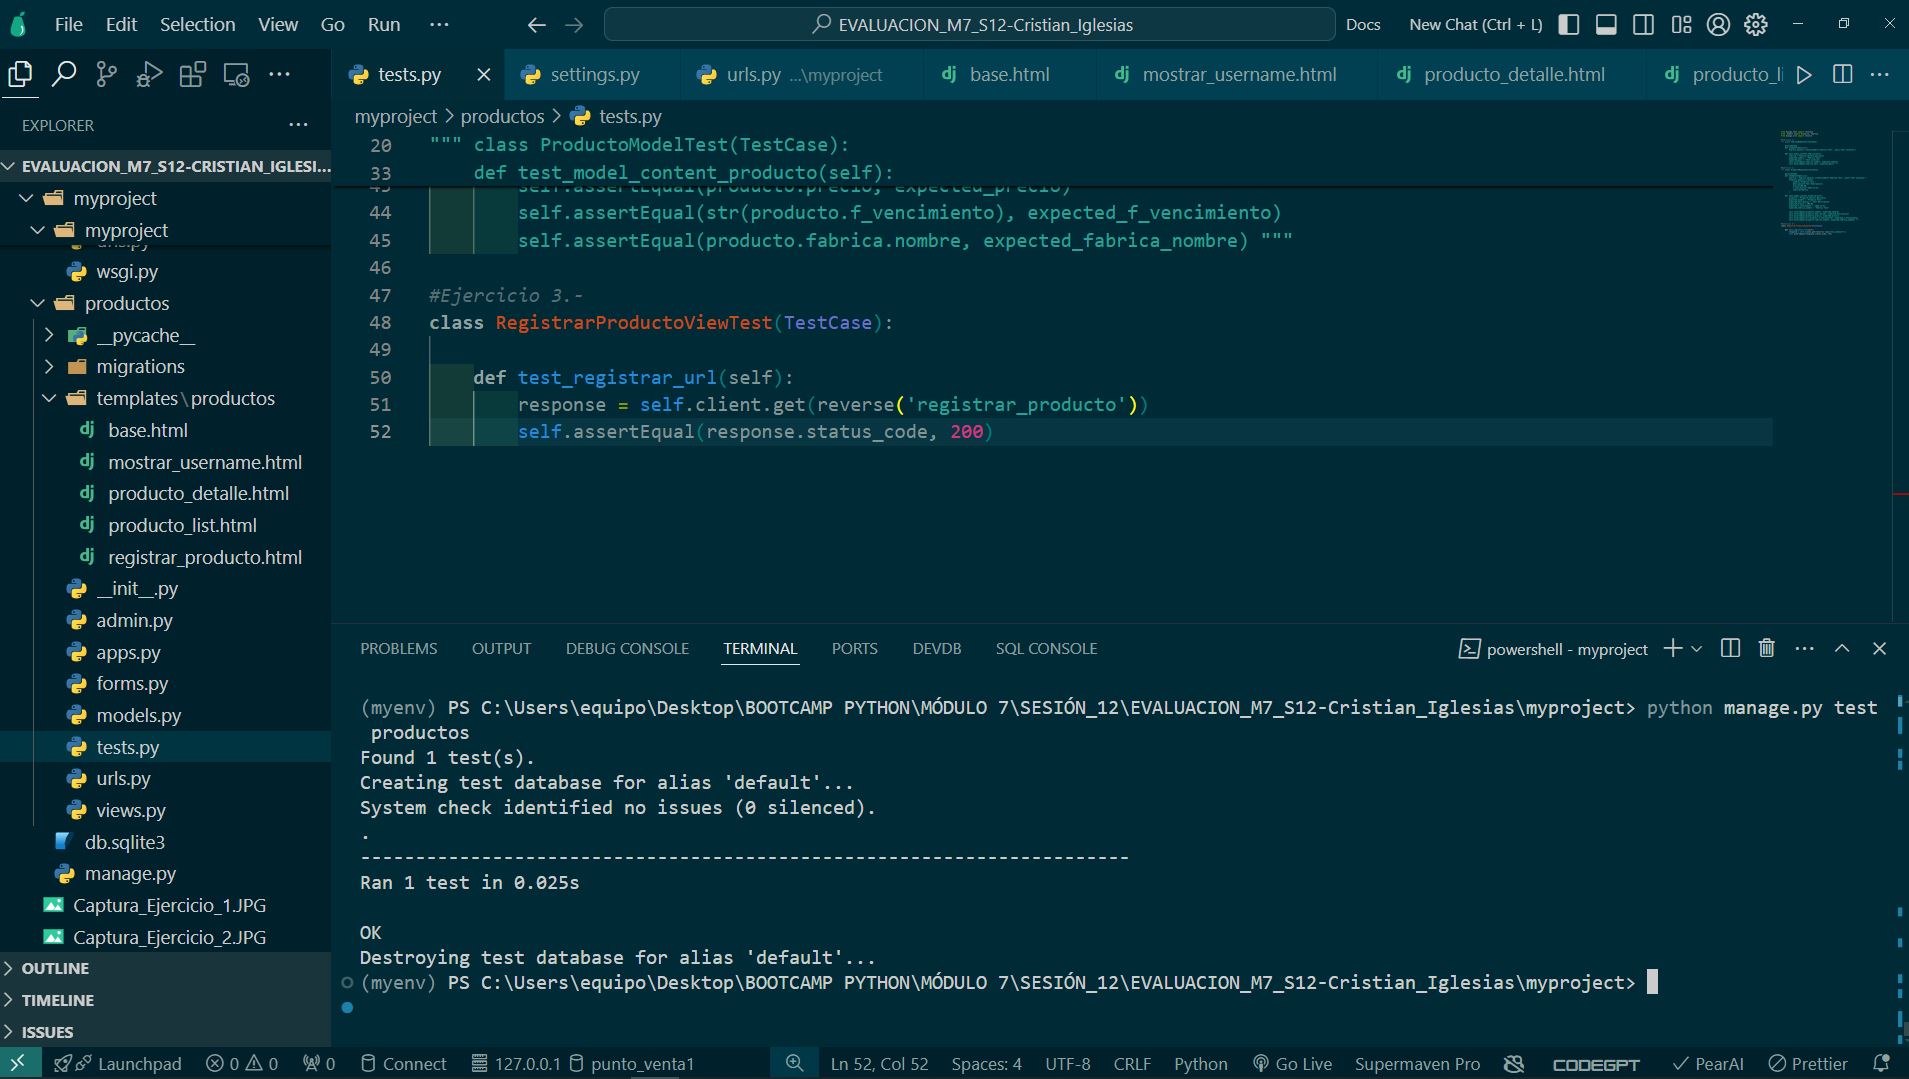 File Edit Selection View Go Run ··· EVALUACION_M7_S12-Cristian_Iglesias Docs New Chat (Ctrl + L)
tests.py settings.py urls.py ...\myproject base.html mostrar_username.html producto_detalle.html producto_li
EXPLORER
EVALUACION_M7_S12-CRISTIAN_IGLESI...
myproject
myproject
urls.py
wsgi.py
productos
__pycache__
migrations
templates\productos
base.html
mostrar_username.html
producto_detalle.html
producto_list.html
registrar_producto.html
__init__.py
admin.py
apps.py
forms.py
models.py
tests.py
urls.py
views.py
db.sqlite3
manage.py
Captura_Ejercicio_1.JPG
Captura_Ejercicio_2.JPG
OUTLINE
TIMELINE
ISSUES
myproject > productos > tests.py
20 """ class ProductoModelTest(TestCase):
33 def test_model_content_producto(self):
43 self.assertEqual(producto.precio, expected_precio)
44 self.assertEqual(str(producto.f_vencimiento), expected_f_vencimiento)
45 self.assertEqual(producto.fabrica.nombre, expected_fabrica_nombre) """
46
47 #Ejercicio 3.-
48 class RegistrarProductoViewTest(TestCase):
49
50 def test_registrar_url(self):
51 response = self.client.get(reverse('registrar_producto'))
52 self.assertEqual(response.status_code, 200)
PROBLEMS OUTPUT DEBUG CONSOLE TERMINAL PORTS DEVDB SQL CONSOLE powershell - myproject
(myenv) PS C:\Users\equipo\Desktop\BOOTCAMP PYTHON\MÓDULO 7\SESIÓN_12\EVALUACION_M7_S12-Cristian_Iglesias\myproject> python manage.py test
productos
Found 1 test(s).
Creating test database for alias 'default'...
System check identified no issues (0 silenced).
.
----------------------------------------------------------------------
Ran 1 test in 0.025s
OK
Destroying test database for alias 'default'...
(myenv) PS C:\Users\equipo\Desktop\BOOTCAMP PYTHON\MÓDULO 7\SESIÓN_12\EVALUACION_M7_S12-Cristian_Iglesias\myproject>
Launchpad 0 0 0 Connect 127.0.0.1 punto_venta1 Ln 52, Col 52 Spaces: 4 UTF-8 CRLF Python Go Live Supermaven Pro CODEGPT PearAI Prettier